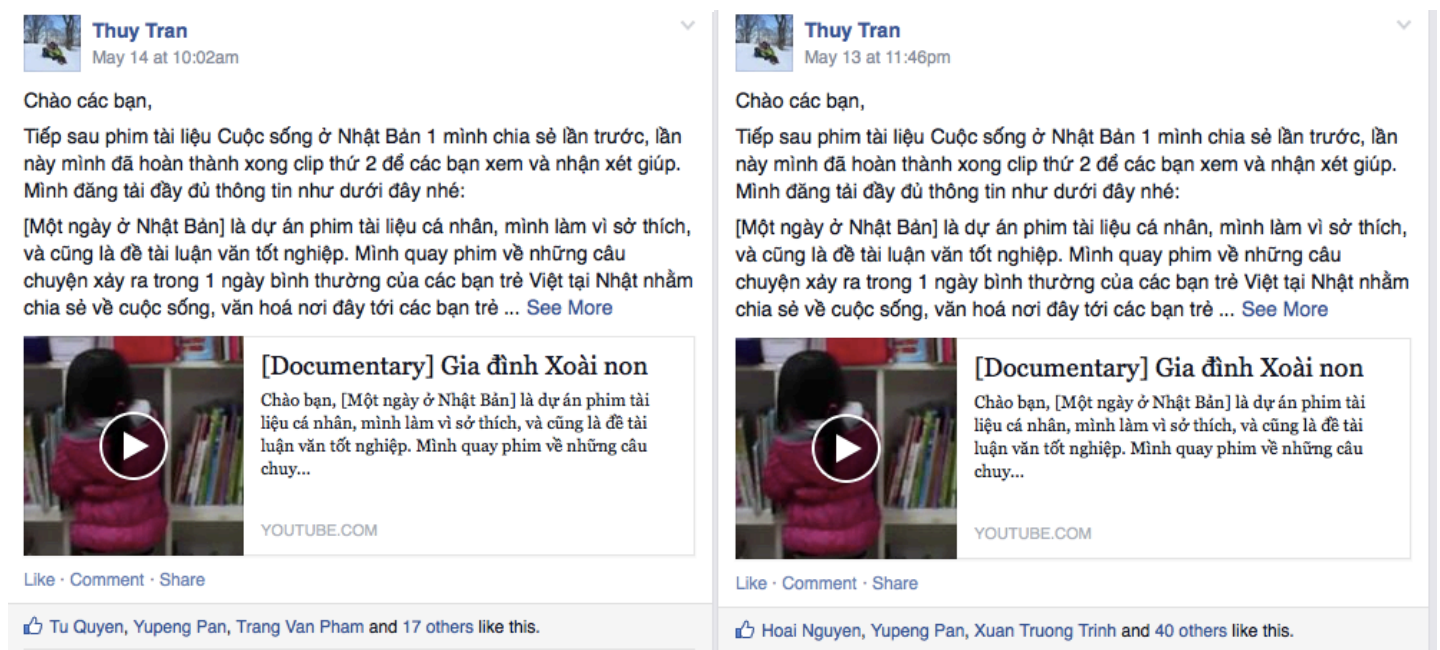 Thuy Tran
May 14 at 10:02am
Chào các bạn,
Tiếp sau phim tài liệu Cuộc sống ở Nhật Bản 1 mình chia sẻ lần trước, lần
này mình đã hoàn thành xong clip thứ 2 để các bạn xem và nhận xét giúp.
Mình đăng tải đầy đủ thông tin như dưới đây nhé:
[Một ngày ở Nhật Bản] là dự án phim tài liệu cá nhân, mình làm vì sở thích,
và cũng là đề tài luận văn tốt nghiệp. Mình quay phim về những câu
chuyện xảy ra trong 1 ngày bình thường của các bạn trẻ Việt tại Nhật nhằm
chia sẻ về cuộc sống, văn hoá nơi đây tới các bạn trẻ ... See More
[Documentary] Gia đình Xoài non
Chào bạn, [Một ngày ở Nhật Bản] là dự án phim tài
liệu cá nhân, mình làm vì sở thích, và cũng là đề tài
luận văn tốt nghiệp. Mình quay phim về những câu
chuy...
YOUTUBE.COM
Like · Comment · Share
Tu Quyen, Yupeng Pan, Trang Van Pham and 17 others like this.
Thuy Tran
May 13 at 11:46pm
Chào các bạn,
Tiếp sau phim tài liệu Cuộc sống ở Nhật Bản 1 mình chia sẻ lần trước, lần
này mình đã hoàn thành xong clip thứ 2 để các bạn xem và nhận xét giúp.
Mình đăng tải đầy đủ thông tin như dưới đây nhé:
[Một ngày ở Nhật Bản] là dự án phim tài liệu cá nhân, mình làm vì sở thích,
và cũng là đề tài luận văn tốt nghiệp. Mình quay phim về những câu
chuyện xảy ra trong 1 ngày bình thường của các bạn trẻ Việt tại Nhật nhằm
chia sẻ về cuộc sống, văn hoá nơi đây tới các bạn trẻ ... See More
[Documentary] Gia đình Xoài non
Chào bạn, [Một ngày ở Nhật Bản] là dự án phim tài
liệu cá nhân, mình làm vì sở thích, và cũng là đề tài
luận văn tốt nghiệp. Mình quay phim về những câu
chuy...
YOUTUBE.COM
Like · Comment · Share
Hoai Nguyen, Yupeng Pan, Xuan Truong Trinh and 40 others like this.